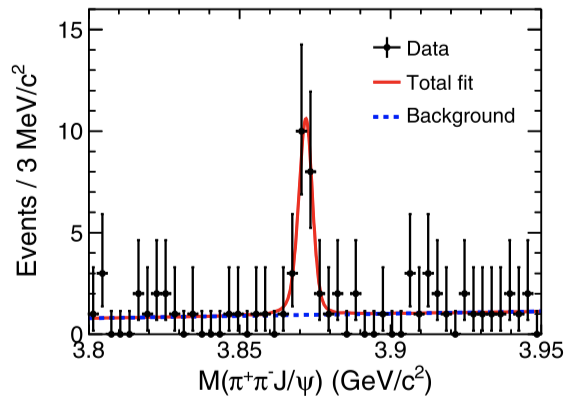 15
10
5
0
3.8
3.85
3.9
3.95
Events / 3 MeV/c²
M(π⁺π⁻J/ψ) (GeV/c²)
Data
Total fit
Background